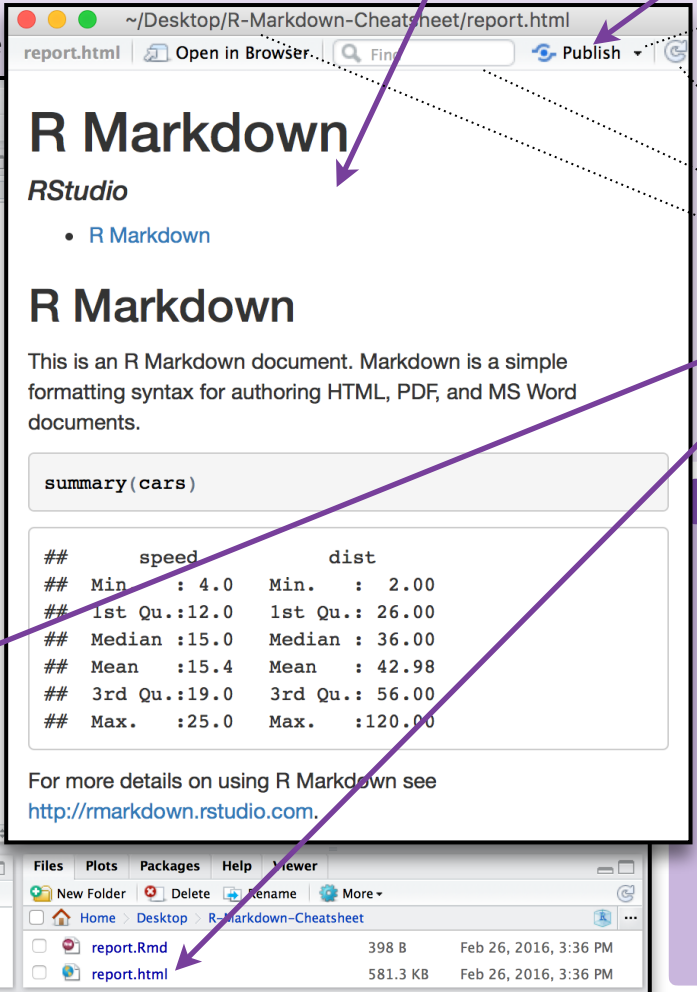 ~/Desktop/R-Markdown-Cheatsheet/report.html
report.html Open in Browser Find Publish
R Markdown
RStudio
• R Markdown
R Markdown
This is an R Markdown document. Markdown is a simple
formatting syntax for authoring HTML, PDF, and MS Word
documents.
summary(cars)
## speed dist
## Min. : 4.0 Min. : 2.00
## 1st Qu.:12.0 1st Qu.: 26.00
## Median :15.0 Median : 36.00
## Mean :15.4 Mean : 42.98
## 3rd Qu.:19.0 3rd Qu.: 56.00
## Max. :25.0 Max. :120.00
For more details on using R Markdown see
http://rmarkdown.rstudio.com.
Files Plots Packages Help Viewer
New Folder Delete Rename More
Home Desktop R-Markdown-Cheatsheet ...
report.Rmd 398 B Feb 26, 2016, 3:36 PM
report.html 581.3 KB Feb 26, 2016, 3:36 PM